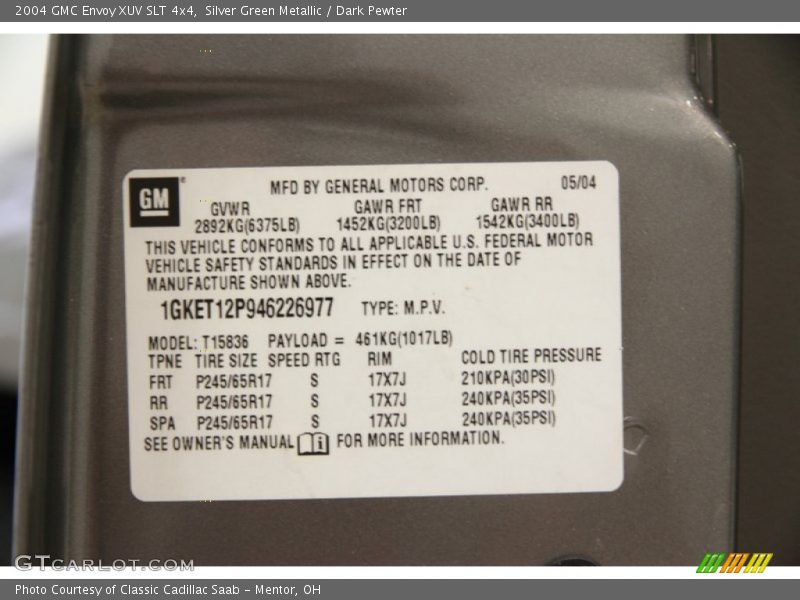 2004 GMC Envoy XUV SLT 4x4, Silver Green Metallic / Dark Pewter
GM
MFD BY GENERAL MOTORS CORP. 05/04
GVWR GAWR FRT GAWR RR
2892KG(6375LB) 1452KG(3200LB) 1542KG(3400LB)
THIS VEHICLE CONFORMS TO ALL APPLICABLE U.S. FEDERAL MOTOR
VEHICLE SAFETY STANDARDS IN EFFECT ON THE DATE OF
MANUFACTURE SHOWN ABOVE.
1GKET12P946226977 TYPE: M.P.V.
MODEL: T15836 PAYLOAD = 461KG(1017LB)
TPNE TIRE SIZE SPEED RTG RIM COLD TIRE PRESSURE
FRT P245/65R17 S 17X7J 210KPA(30PSI)
RR P245/65R17 S 17X7J 240KPA(35PSI)
SPA P245/65R17 S 17X7J 240KPA(35PSI)
SEE OWNER'S MANUAL FOR MORE INFORMATION.
GTcarlot.com
Photo Courtesy of Classic Cadillac Saab - Mentor, OH